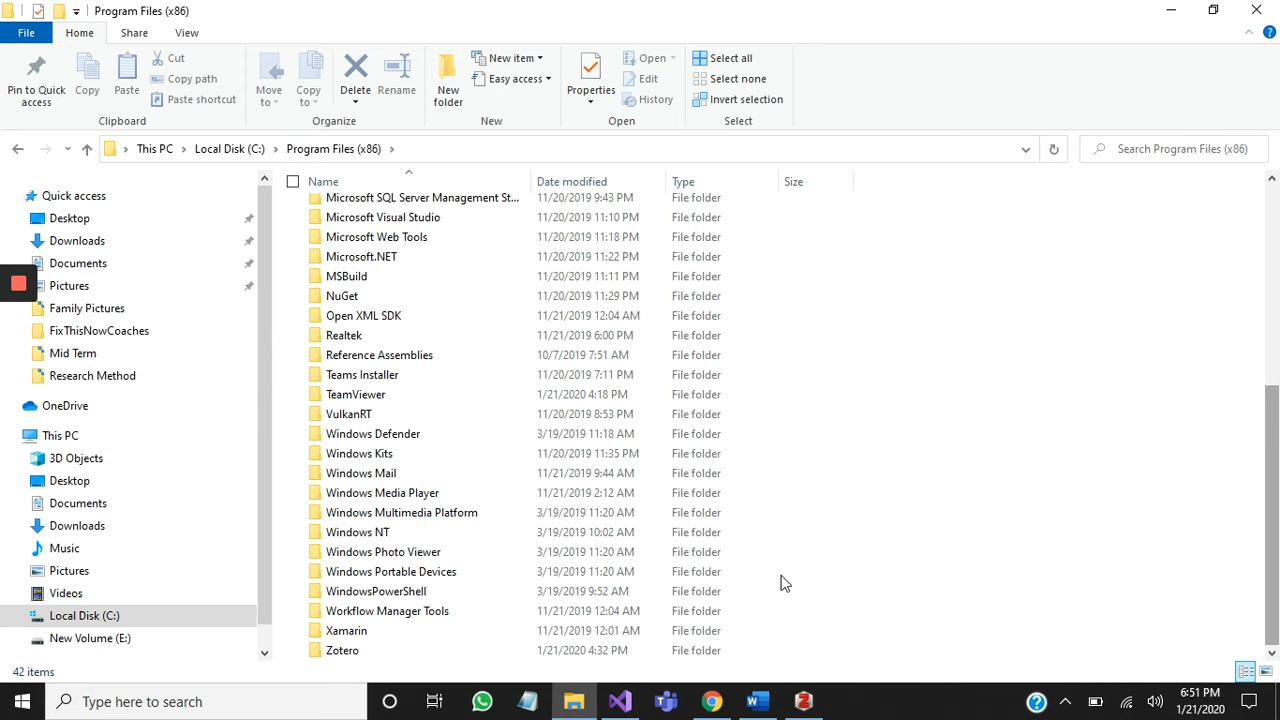 Program Files (x86)
File Home Share View
Pin to Quick access
Copy
Paste
Cut
Copy path
Paste shortcut
Clipboard
Move to
Copy to
Delete
Rename
Organize
New folder
New item
Easy access
New
Properties
Open
Edit
History
Open
Select all
Select none
Invert selection
Select
This PC Local Disk (C:) Program Files (x86)
Search Program Files (x86)
Quick access
Desktop
Downloads
Documents
Pictures
Family Pictures
FixThisNowCoaches
Mid Term
Research Method
OneDrive
This PC
3D Objects
Desktop
Documents
Downloads
Music
Pictures
Videos
Local Disk (C:)
New Volume (E:)
Name Date modified Type Size
Microsoft SQL Server Management St... 11/20/2019 9:43 PM File folder
Microsoft Visual Studio 11/20/2019 11:10 PM File folder
Microsoft Web Tools 11/20/2019 11:18 PM File folder
Microsoft.NET 11/20/2019 11:22 PM File folder
MSBuild 11/20/2019 11:11 PM File folder
NuGet 11/20/2019 11:29 PM File folder
Open XML SDK 11/21/2019 12:04 AM File folder
Realtek 11/21/2019 6:00 PM File folder
Reference Assemblies 10/7/2019 7:51 AM File folder
Teams Installer 11/20/2019 7:11 PM File folder
TeamViewer 1/21/2020 4:18 PM File folder
VulkanRT 11/20/2019 8:53 PM File folder
Windows Defender 3/19/2019 11:18 AM File folder
Windows Kits 11/20/2019 11:35 PM File folder
Windows Mail 11/21/2019 9:44 AM File folder
Windows Media Player 11/21/2019 2:12 AM File folder
Windows Multimedia Platform 3/19/2019 11:20 AM File folder
Windows NT 3/19/2019 10:02 AM File folder
Windows Photo Viewer 3/19/2019 11:20 AM File folder
Windows Portable Devices 3/19/2019 11:20 AM File folder
WindowsPowerShell 3/19/2019 9:52 AM File folder
Workflow Manager Tools 11/21/2019 12:04 AM File folder
Xamarin 11/21/2019 12:01 AM File folder
Zotero 1/21/2020 4:32 PM File folder
42 items
Type here to search
6:51 PM
1/21/2020